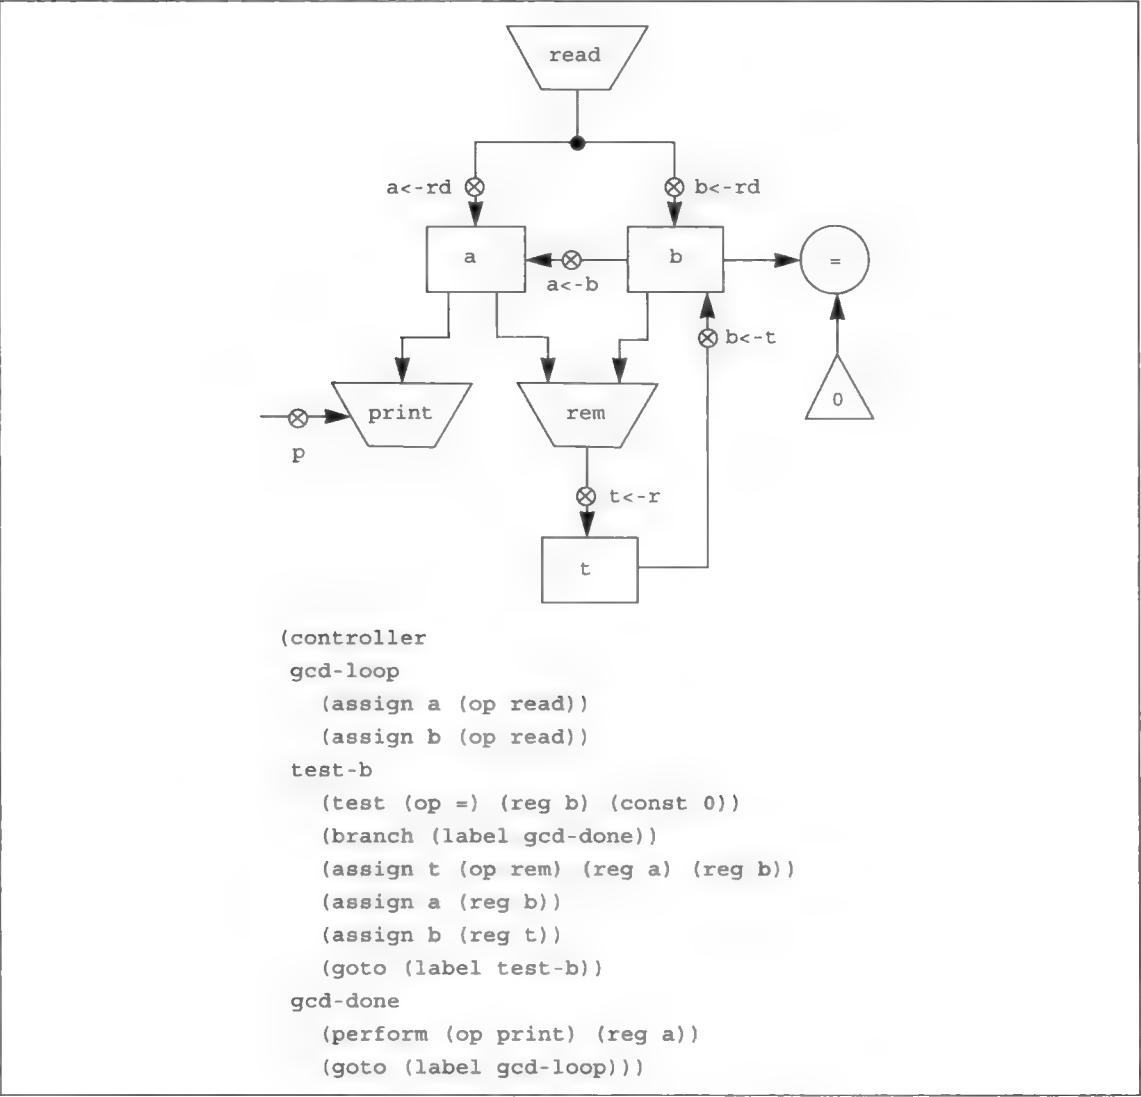 read
a<-rd
b<-rd
a
b
=
a<-b
b<-t
0
print
rem
p
t<-r
t
(controller
gcd-loop
(assign a (op read))
(assign b (op read))
test-b
(test (op =) (reg b) (const 0))
(branch (label gcd-done))
(assign t (op rem) (reg a) (reg b))
(assign a (reg b))
(assign b (reg t))
(goto (label test-b))
gcd-done
(perform (op print) (reg a))
(goto (label gcd-loop)))